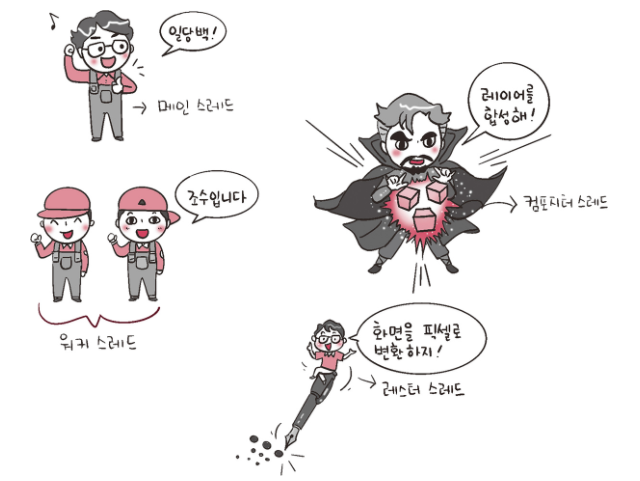 일당백!
메인 스레드
레이어를
합성해!
컴포지터 스레드
조수입니다
워커 스레드
화면을 픽셀로
변환하지!
레스터 스레드